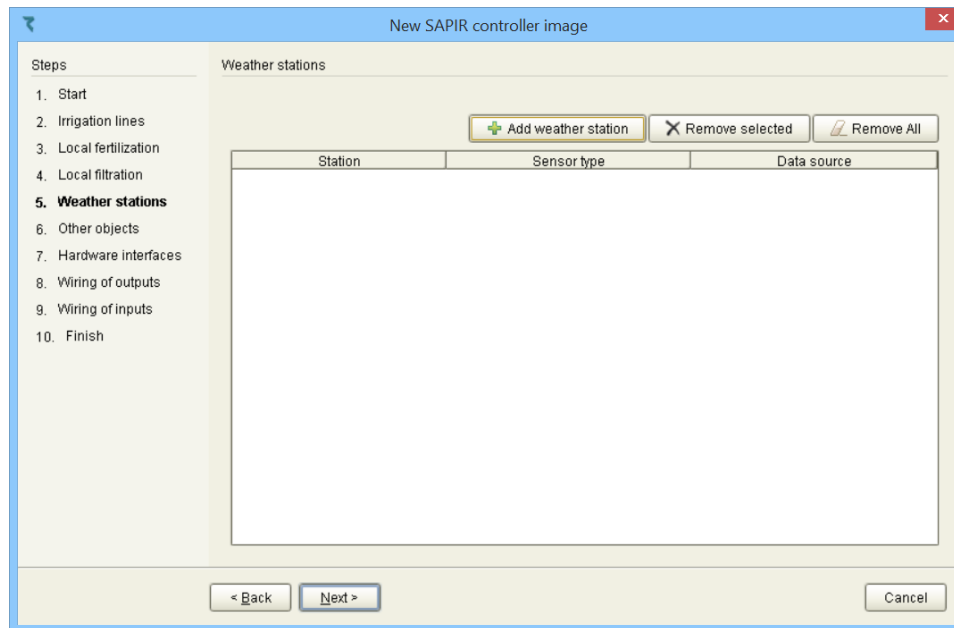 New SAPIR controller image
Steps
1. Start
2. Irrigation lines
3. Local fertilization
4. Local filtration
5. Weather stations
6. Other objects
7. Hardware interfaces
8. Wiring of outputs
9. Wiring of inputs
10. Finish
Weather stations
Add weather station Remove selected Remove All
Station Sensor type Data source
< Back Next > Cancel